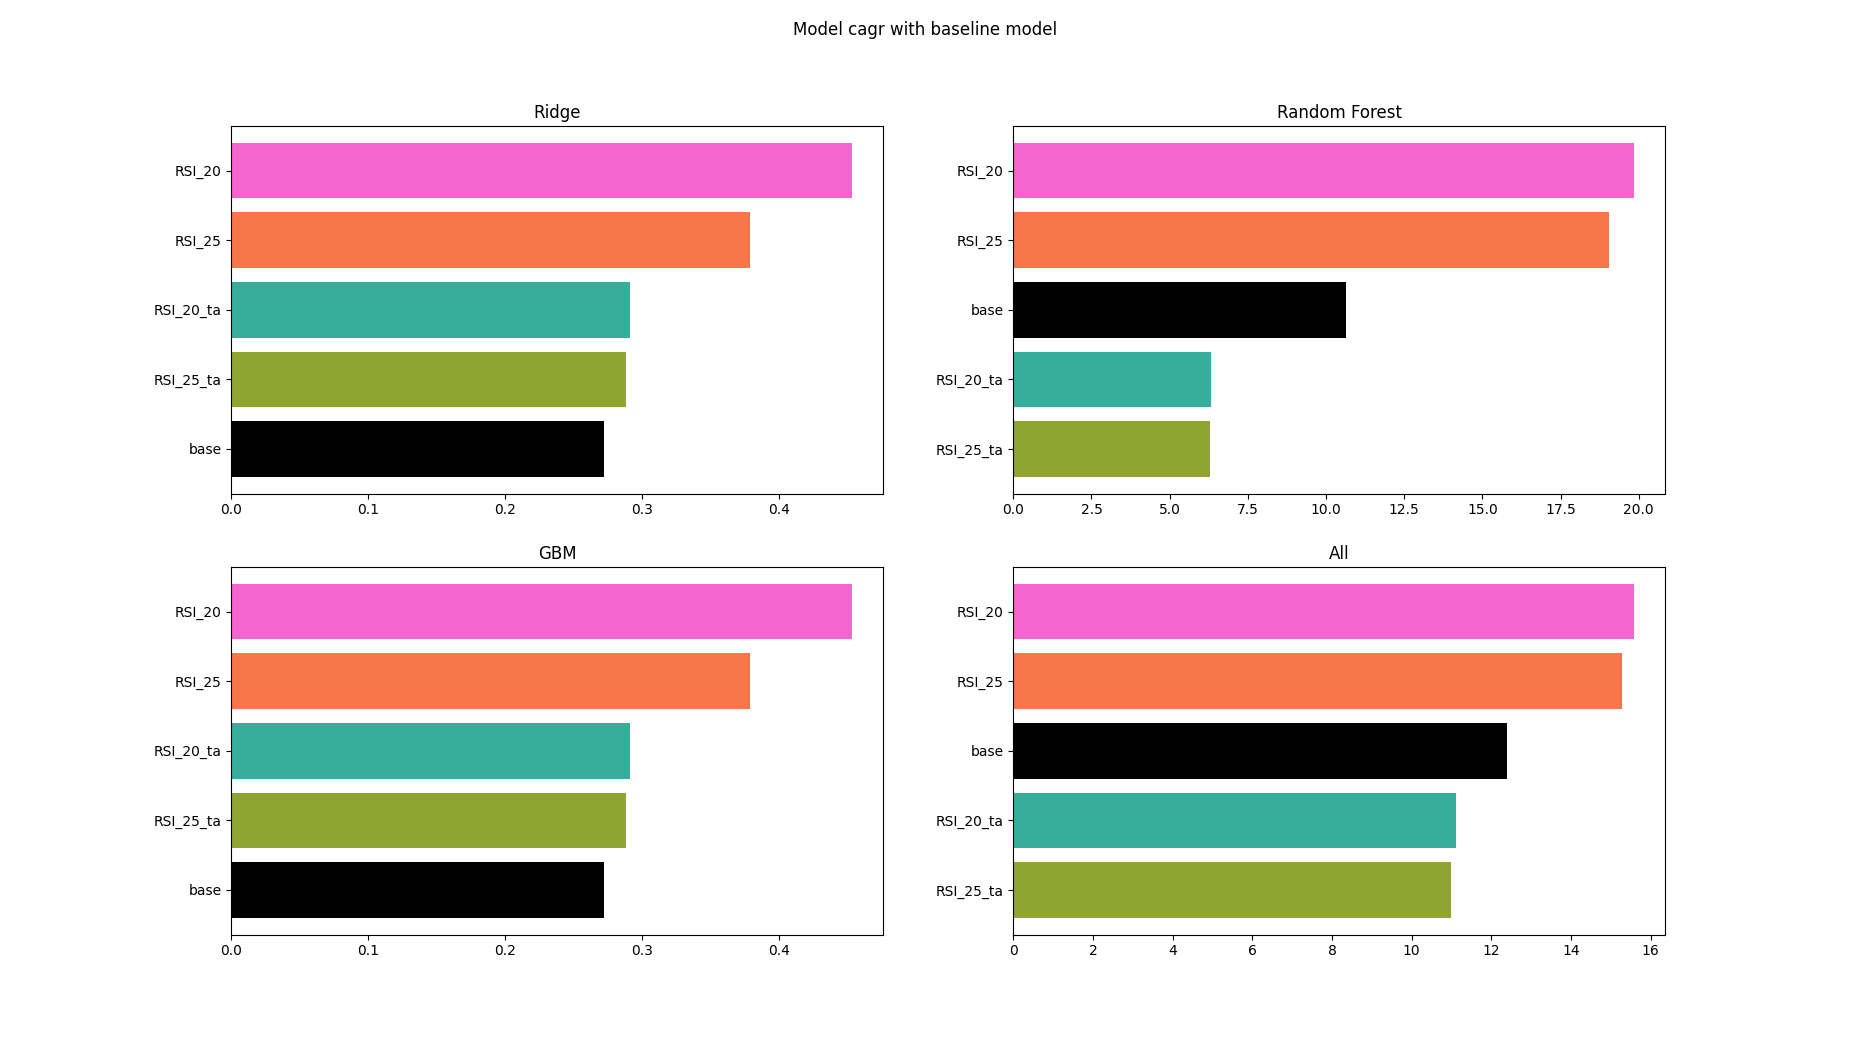 Model cagr with baseline model
Ridge
RSI_20
RSI_25
RSI_20_ta
RSI_25_ta
base
0.0 0.1 0.2 0.3 0.4
Random Forest
RSI_20
RSI_25
base
RSI_20_ta
RSI_25_ta
0.0 2.5 5.0 7.5 10.0 12.5 15.0 17.5 20.0
GBM
RSI_20
RSI_25
RSI_20_ta
RSI_25_ta
base
0.0 0.1 0.2 0.3 0.4
All
RSI_20
RSI_25
base
RSI_20_ta
RSI_25_ta
0 2 4 6 8 10 12 14 16